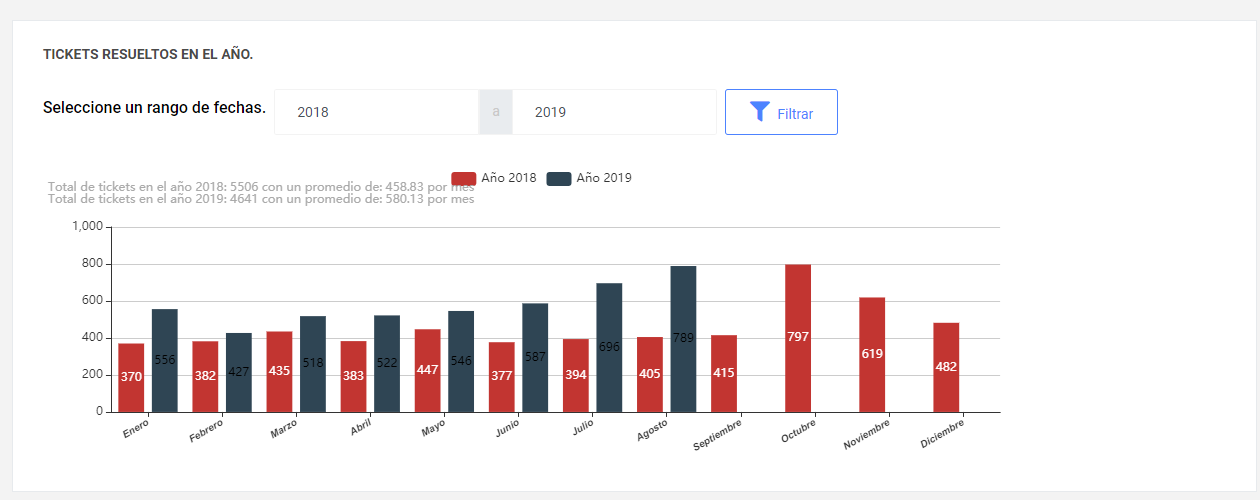 TICKETS RESUELTOS EN EL AÑO.
Seleccione un rango de fechas. 2018 a 2019 Filtrar
Año 2018 Año 2019
Total de tickets en el año 2018: 5506 con un promedio de: 458.83 por mes
Total de tickets en el año 2019: 4641 con un promedio de: 580.13 por mes
1,000
800
600
400
200
0
370 556 382 427 435 518 383 522 447 546 377 587 394 696 405 789 415 797 619 482
Enero Febrero Marzo Abril Mayo Junio Julio Agosto Septiembre Octubre Noviembre Diciembre